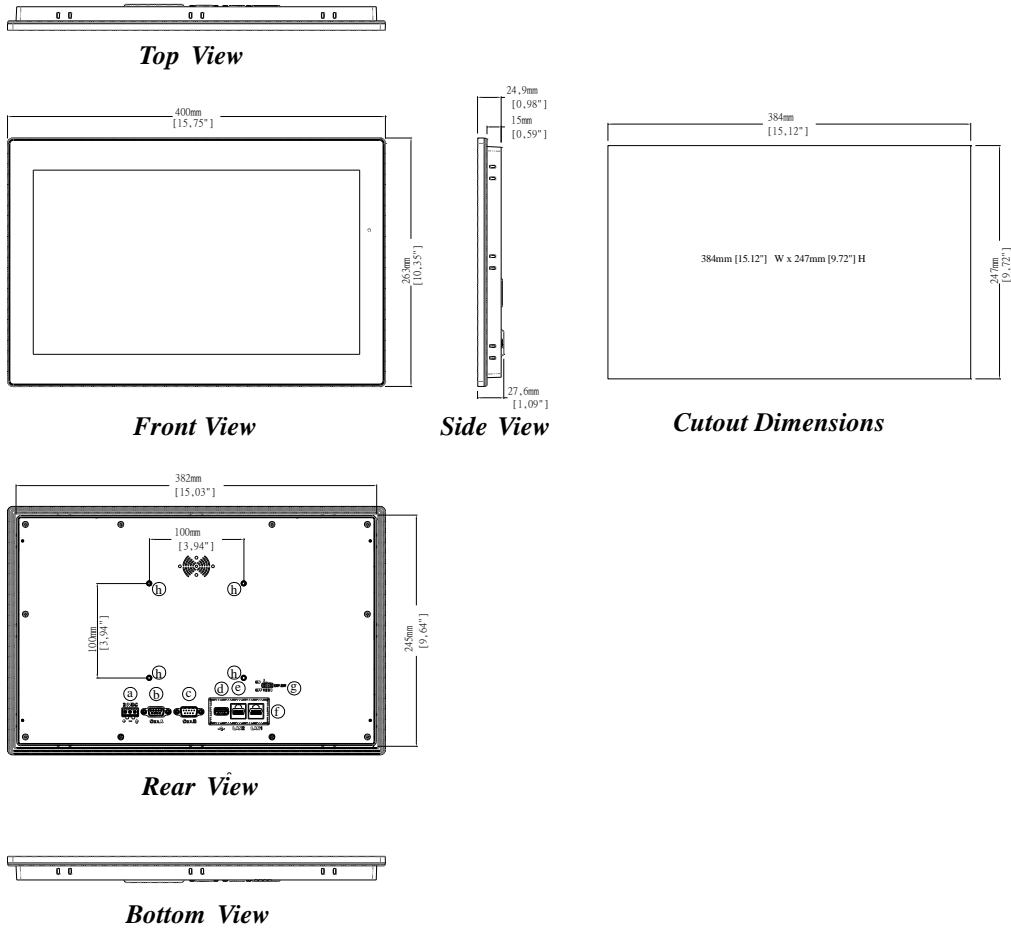 Top View
400mm
[15,75"]
263mm
[10,35"]
Front View
24,9mm
[0,98"]
15mm
[0,59"]
27,6mm
[1,09"]
Side View
384mm
[15,12"]
384mm [15.12"] W x 247mm [9.72"] H
247mm
[9,72"]
Cutout Dimensions
382mm
[15,03"]
100mm
[3,94"]
h
h
100mm
[3,94"]
245mm
[9,64"]
h
h
a
b
c
d
e
g
f
Rear View
Bottom View